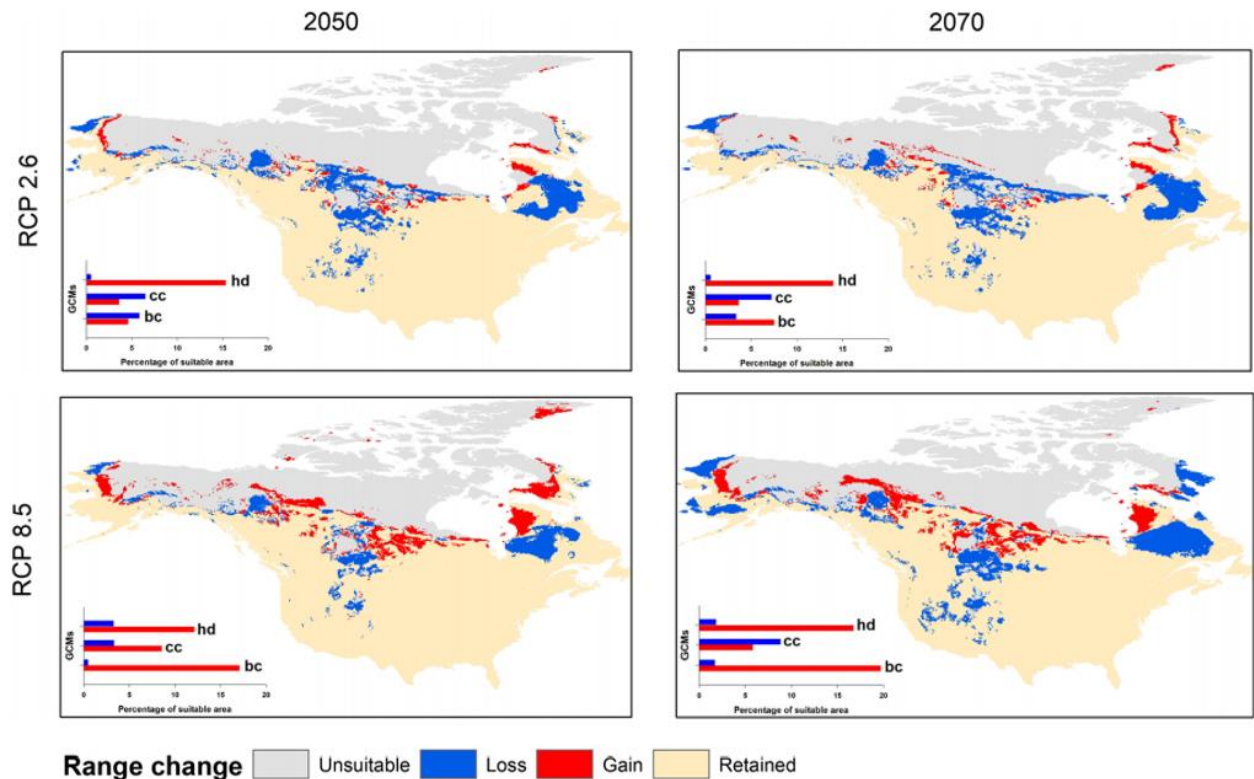 2050
2070
RCP 2.6
GCMs
hd
cc
bc
0 5 10 15 20
Percentage of suitable area
GCMs
hd
cc
bc
0 5 10 15 20
Percentage of suitable area
RCP 8.5
GCMs
hd
cc
bc
0 5 10 15 20
Percentage of suitable area
GCMs
hd
cc
bc
0 5 10 15 20
Percentage of suitable area
Range change Unsuitable Loss Gain Retained